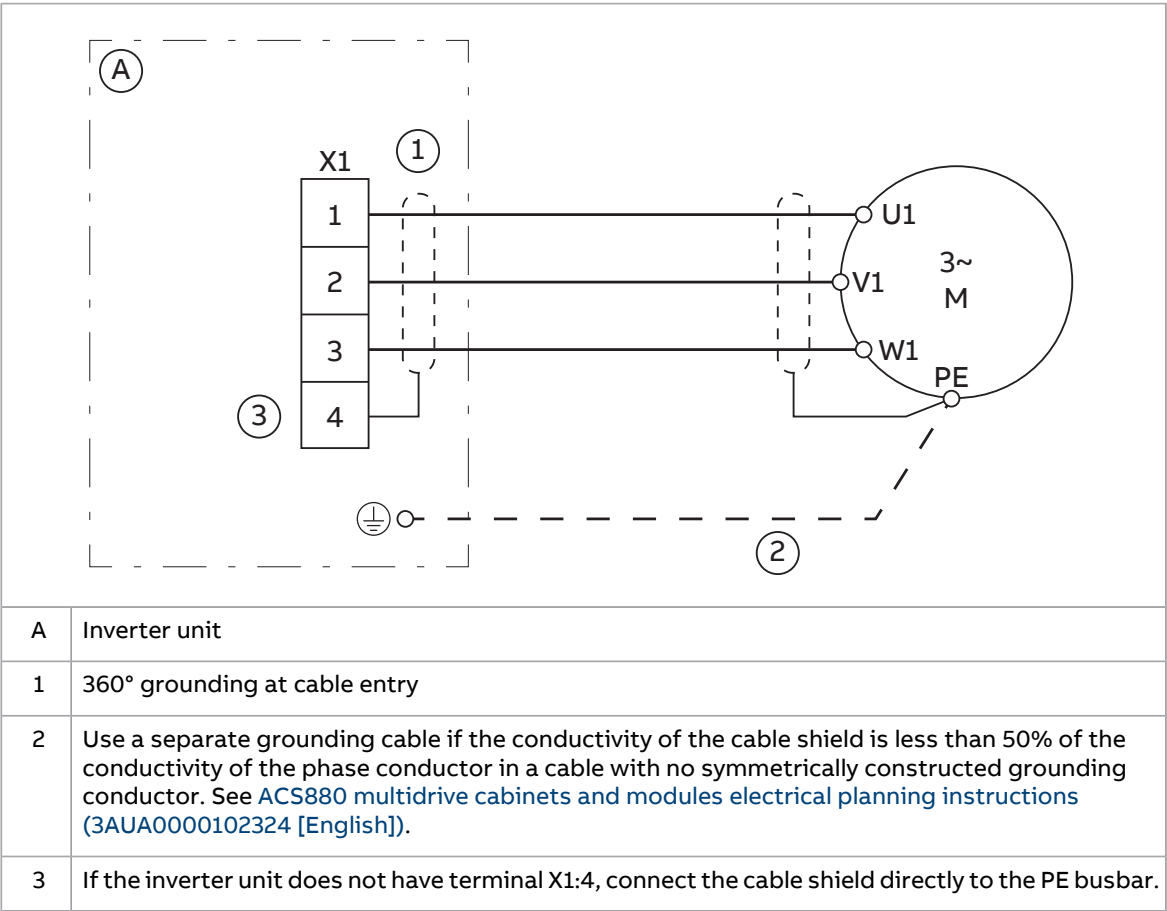 A
1
X1
1
U1
2
V1
3~
M
3
W1
PE
3
4
2
A Inverter unit
1 360° grounding at cable entry
2 Use a separate grounding cable if the conductivity of the cable shield is less than 50% of the
conductivity of the phase conductor in a cable with no symmetrically constructed grounding
conductor. See ACS880 multidrive cabinets and modules electrical planning instructions
(3AUA0000102324 [English]).
3 If the inverter unit does not have terminal X1:4, connect the cable shield directly to the PE busbar.